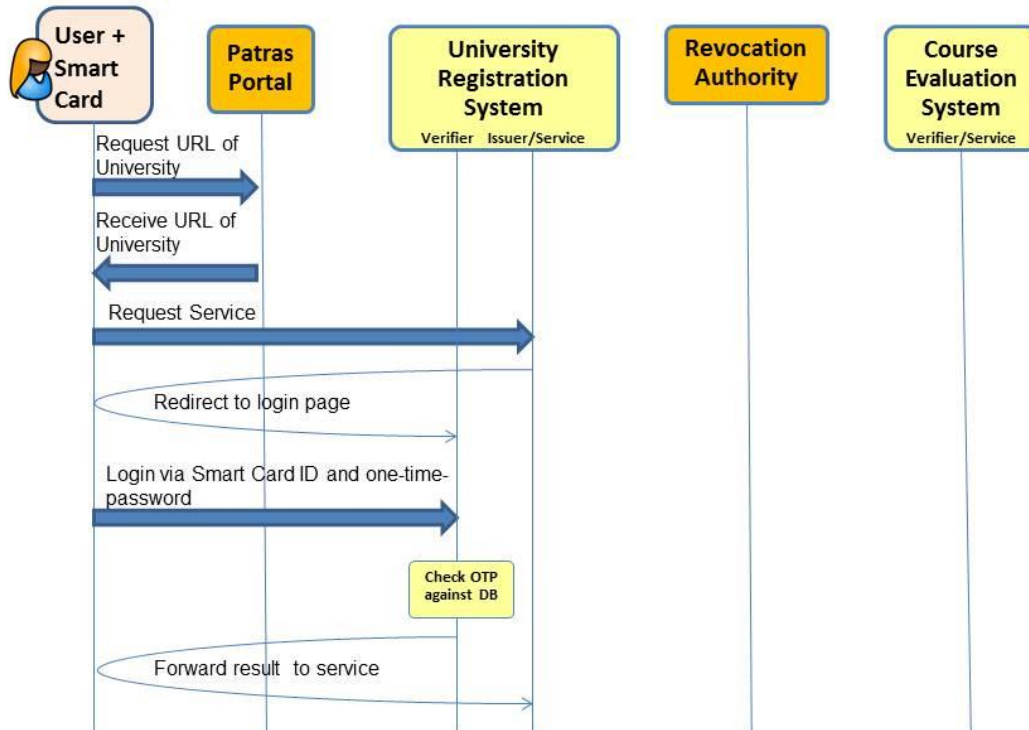 User +
Smart
Card
Patras
Portal
University
Registration
System
Verifier Issuer/Service
Revocation
Authority
Course
Evaluation
System
Verifier/Service
Request URL of
University
Receive URL of
University
Request Service
Redirect to login page
Login via Smart Card ID and one-time-
password
Check OTP
against DB
Forward result to service